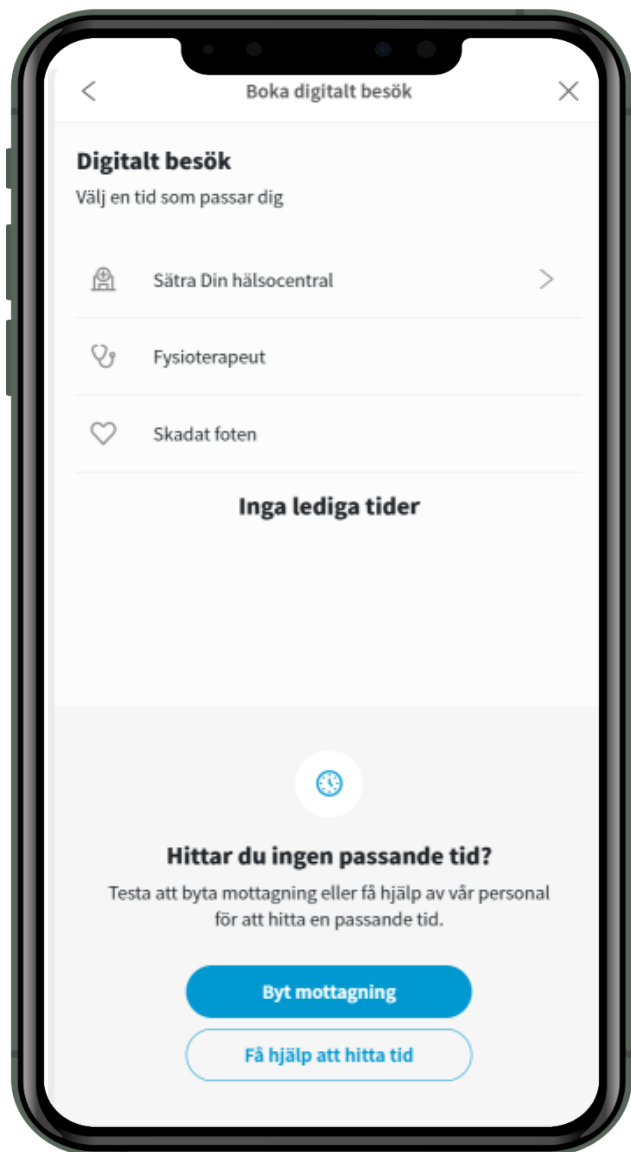 Boka digitalt besök
Digitalt besök
Välj en tid som passar dig
Sätra Din hälsocentral
Fysioterapeut
Skadat foten
Inga lediga tider
Hittar du ingen passande tid?
Testa att byta mottagning eller få hjälp av vår personal
för att hitta en passande tid.
Byt mottagning
Få hjälp att hitta tid